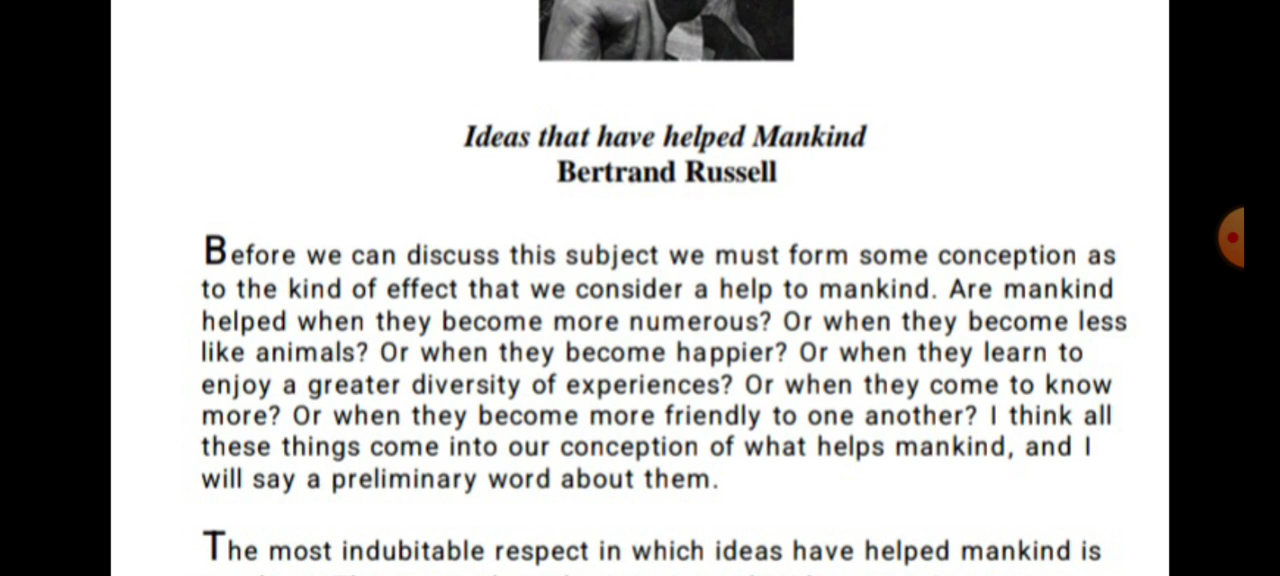 Ideas that have helped Mankind
Bertrand Russell
Before we can discuss this subject we must form some conception as
to the kind of effect that we consider a help to mankind. Are mankind
helped when they become more numerous? Or when they become less
like animals? Or when they become happier? Or when they learn to
enjoy a greater diversity of experiences? Or when they come to know
more? Or when they become more friendly to one another? I think all
these things come into our conception of what helps mankind, and I
will say a preliminary word about them.
The most indubitable respect in which ideas have helped mankind is